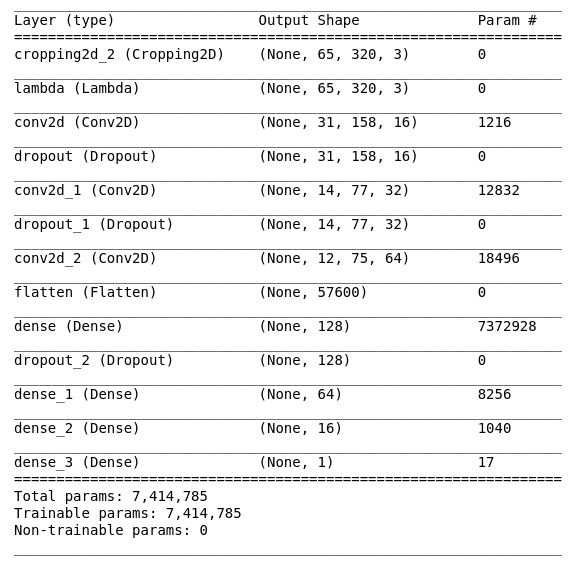 Layer (type) Output Shape Param #
=================================================================
cropping2d_2 (Cropping2D) (None, 65, 320, 3) 0
lambda (Lambda) (None, 65, 320, 3) 0
conv2d (Conv2D) (None, 31, 158, 16) 1216
dropout (Dropout) (None, 31, 158, 16) 0
conv2d_1 (Conv2D) (None, 14, 77, 32) 12832
dropout_1 (Dropout) (None, 14, 77, 32) 0
conv2d_2 (Conv2D) (None, 12, 75, 64) 18496
flatten (Flatten) (None, 57600) 0
dense (Dense) (None, 128) 7372928
dropout_2 (Dropout) (None, 128) 0
dense_1 (Dense) (None, 64) 8256
dense_2 (Dense) (None, 16) 1040
dense_3 (Dense) (None, 1) 17
=================================================================
Total params: 7,414,785
Trainable params: 7,414,785
Non-trainable params: 0